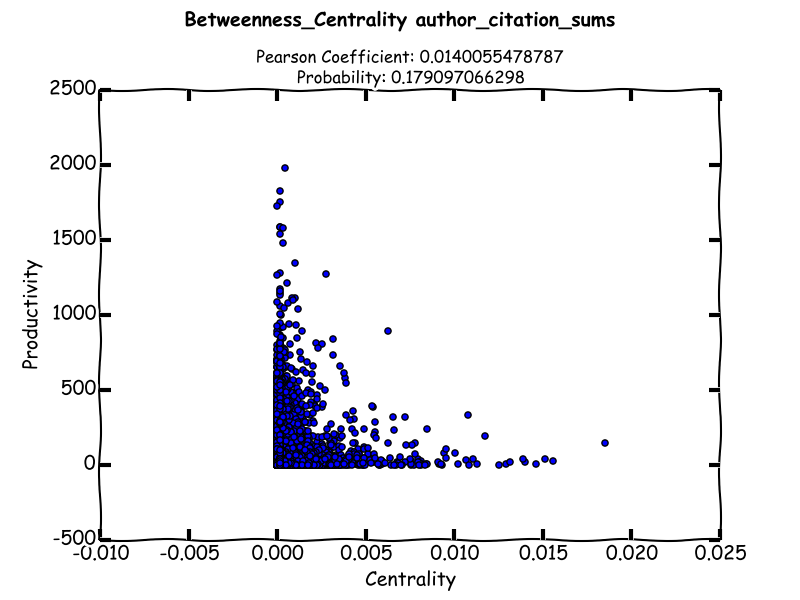 Betweenness_Centrality author_citation_sums
Pearson Coefficient: 0.0140055478787
Probability: 0.179097066298
2500
2000
1500
1000
500
0
-500
Productivity
-0.010 -0.005 0.000 0.005 0.010 0.015 0.020 0.025
Centrality